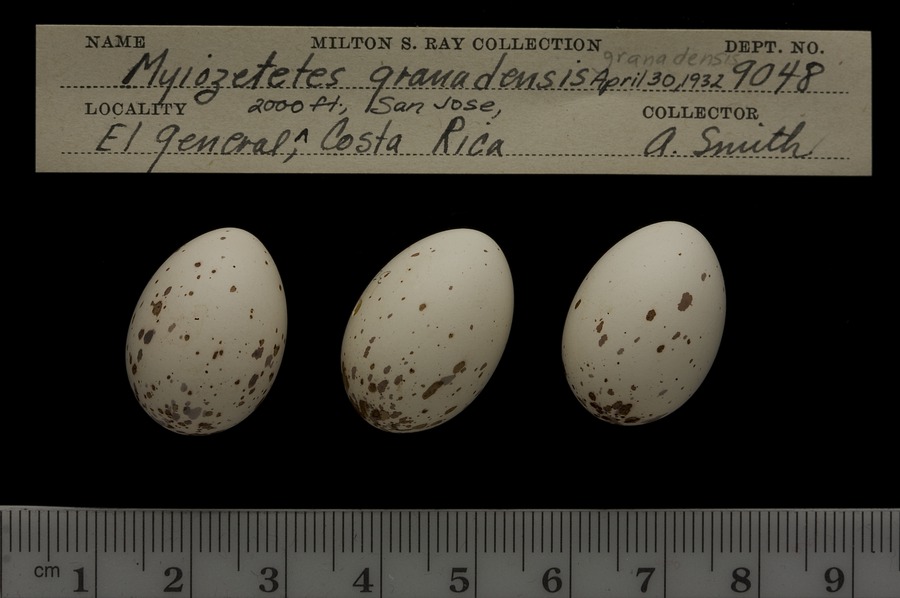 NAME MILTON S. RAY COLLECTION DEPT. NO.
granadensis
Myiozetetes granadensis April 30, 1932 9048
LOCALITY 2000 ft., San Jose, COLLECTOR
El General, ^ Costa Rica A. Smith
cm 1 2 3 4 5 6 7 8 9